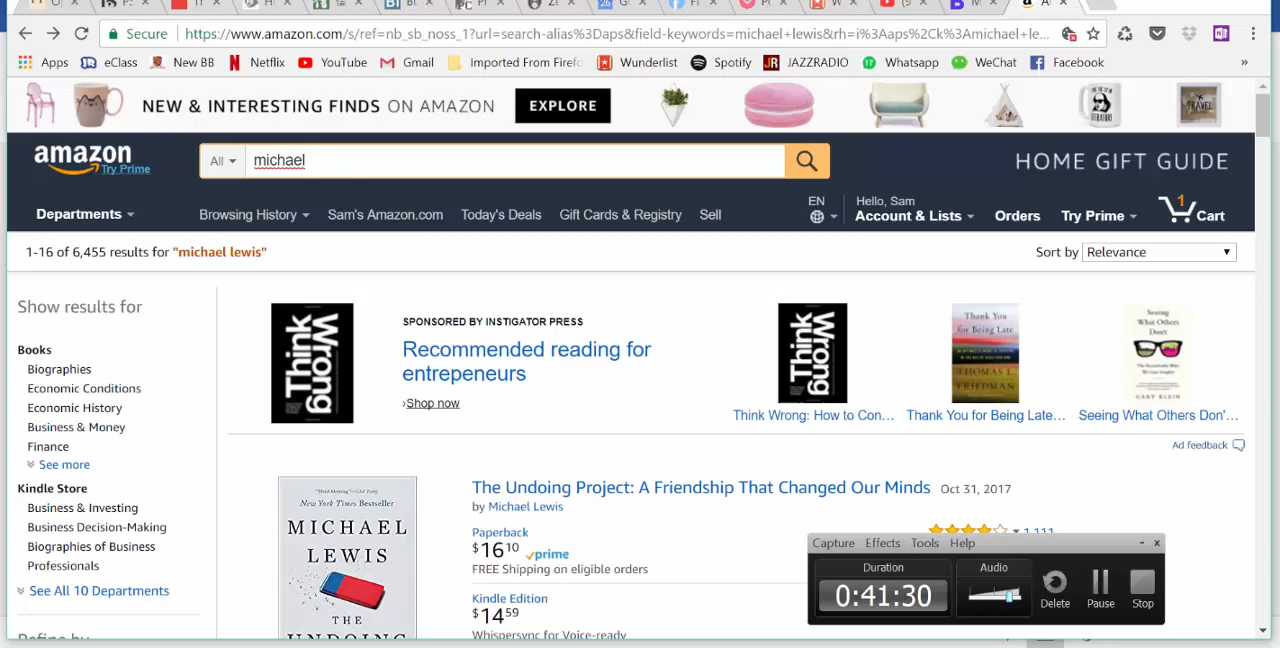 Secure
https://www.amazon.com/s/ref=nb_sb_noss_1?url=search-alias%3Daps&field-keywords=michael+lewis&rh=i%3Aaps%2Ck%3Amichael+le...
Apps eClass New BB Netflix YouTube Gmail Imported From Firefo Wunderlist Spotify JAZZRADIO Whatsapp WeChat Facebook »
NEW & INTERESTING FINDS ON AMAZON EXPLORE
amazon
Try Prime
All michael
HOME GIFT GUIDE
Departments
Browsing History Sam's Amazon.com Today's Deals Gift Cards & Registry Sell
EN
Hello, Sam
Account & Lists Orders Try Prime 1 Cart
1-16 of 6,455 results for "michael lewis"
Sort by Relevance
Show results for
Books
Biographies
Economic Conditions
Economic History
Business & Money
Finance
See more
Kindle Store
Business & Investing
Business Decision-Making
Biographies of Business
Professionals
See All 10 Departments
Think Wrong
SPONSORED BY INSTIGATOR PRESS
Recommended reading for
entrepeneurs
›Shop now
Think Wrong
Think Wrong: How to Con...
Thank You
for Being Late
THOMAS L.
FRIEDMAN
Thank You for Being Late...
Seeing
What Others
Don't
GARY KLEIN
Seeing What Others Don'...
Ad feedback
New York Times Bestseller
MICHAEL
LEWIS
THE
UNDOING
The Undoing Project: A Friendship That Changed Our Minds Oct 31, 2017
by Michael Lewis
Paperback
$16 10 prime
FREE Shipping on eligible orders
Kindle Edition
$14 59
Whispersync for Voice-ready
1,111
Capture Effects Tools Help - x
Duration
0:41:30
Audio
Delete Pause Stop